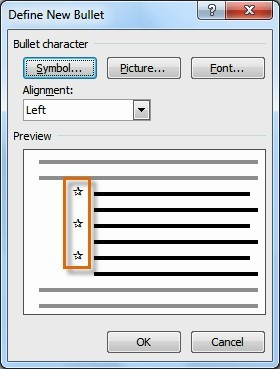 Define New Bullet
Bullet character
Symbol... Picture... Font...
Alignment:
Left
Preview
OK Cancel